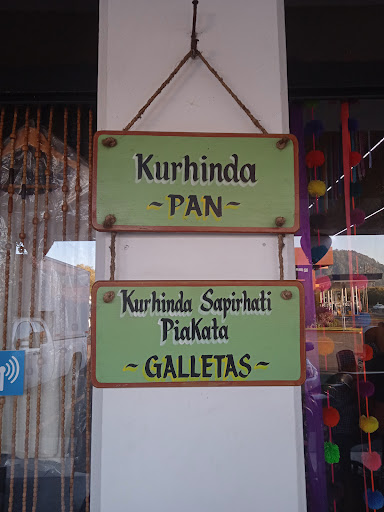 Kurhinda
~PAN~
Kurhinda Sapirhati
PiaKata
~GALLETAS~